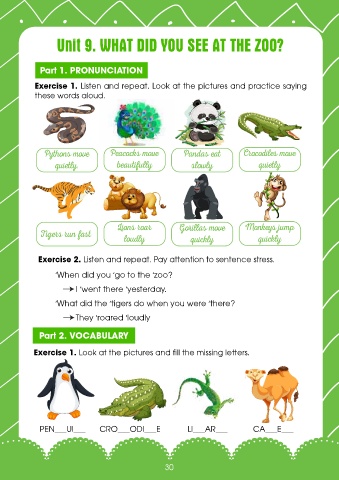 Unit 9. WHAT DID YOU SEE AT THE ZOO?
Part 1. PRONUNCIATION
Exercise 1. Listen and repeat. Look at the pictures and practice saying
these words aloud.
Pythons move
quietly
Peacocks move
beautifully
Pandas eat
slowly
Crocodiles move
quietly
Tigers run fast
Lions roar
loudly
Gorillas move
quickly
Monkeys jump
quickly
Exercise 2. Listen and repeat. Pay attention to sentence stress.
'When did you 'go to the 'zoo?
→ I 'went there 'yesterday.
'What did the 'tigers do when you were 'there?
→ They 'roared 'loudly
Part 2. VOCABULARY
Exercise 1. Look at the pictures and fill the missing letters.
PEN___UI___ CRO___ODI___E LI___AR___ CA___E___
30